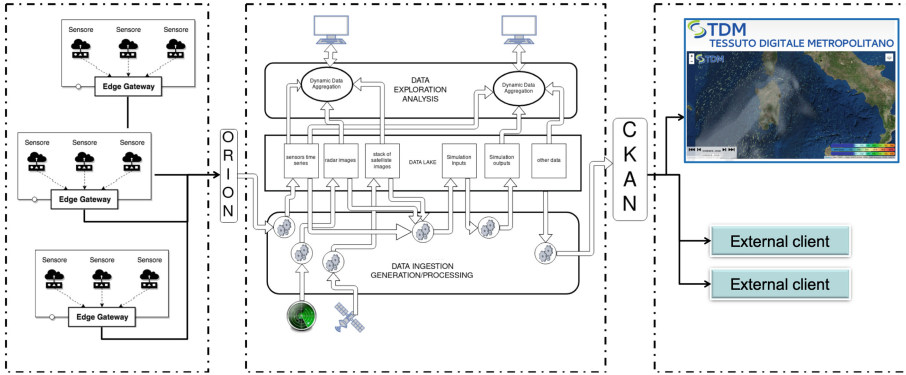 Sensore Sensore Sensore
Edge Gateway
Sensore Sensore Sensore
Edge Gateway
Sensore Sensore Sensore
Edge Gateway
O
R
I
O
N
Dynamic Data
Aggregation
DATA
EXPLORATION
ANALYSIS
Dynamic Data
Aggregation
sensors time
series
radar images
stack of
satellite
images
DATA LAKE
Simulation
Inputs
Simulation
outputs
other data
DATA INGESTION
GENERATION/PROCESSING
C
K
A
N
TDM
TESSUTO DIGITALE METROPOLITANO
TDM
External client
External client